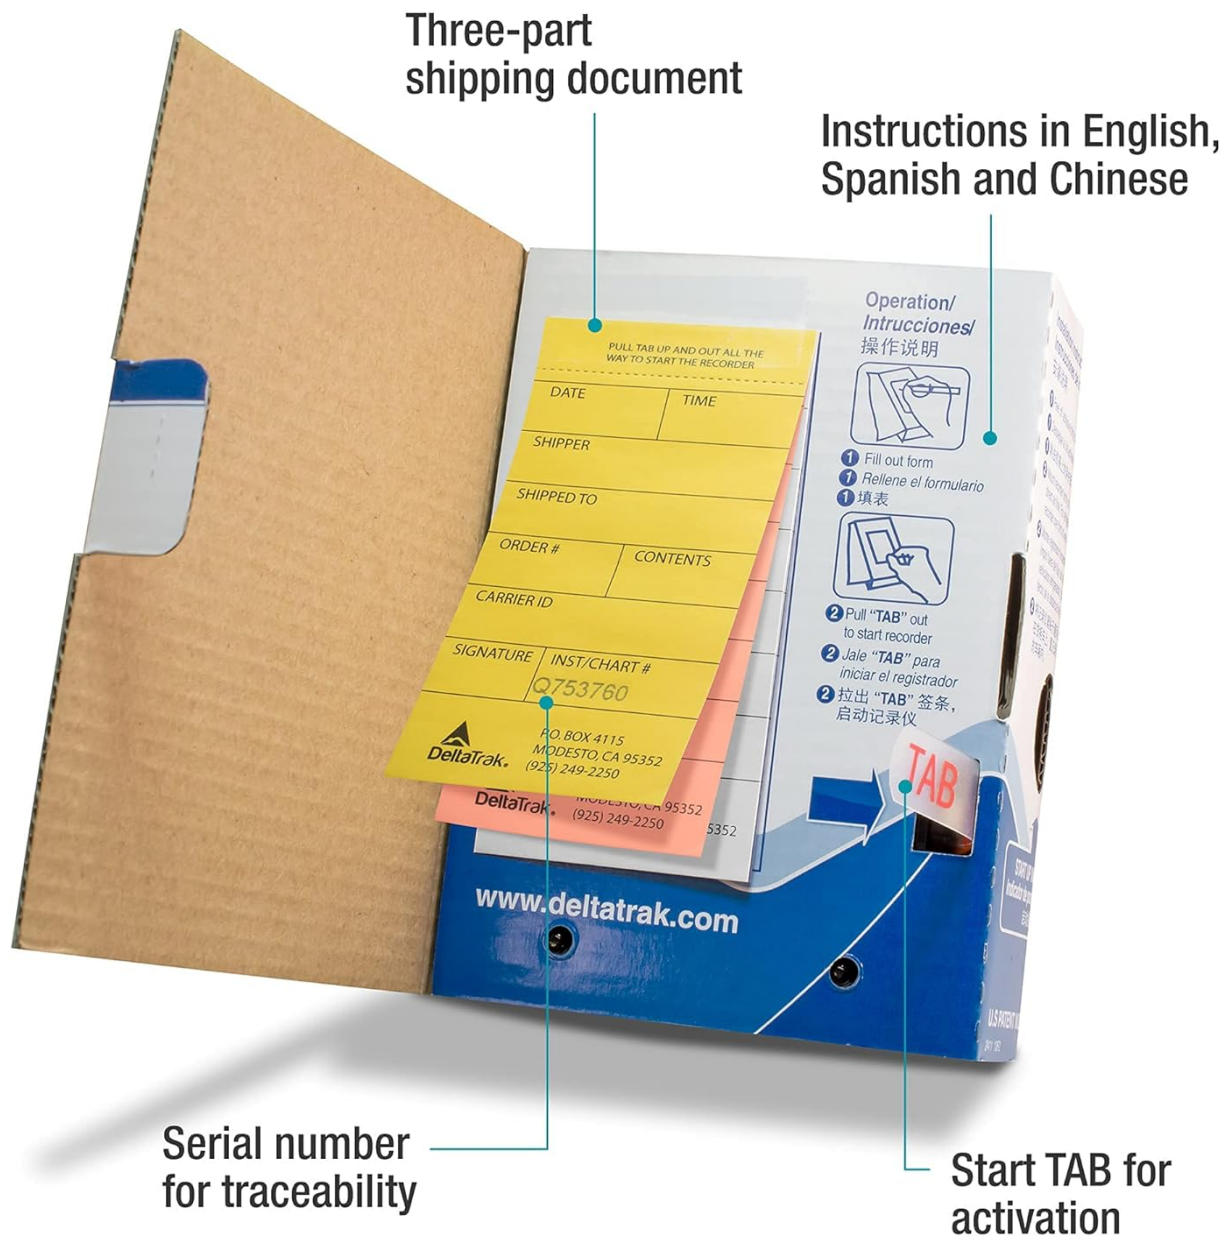 Three-part
shipping document
Instructions in English,
Spanish and Chinese
PULL TAB UP AND OUT ALL THE
WAY TO START THE RECORDER
DATE
TIME
SHIPPER
SHIPPED TO
ORDER #
CONTENTS
CARRIER ID
SIGNATURE
INST/CHART #
Q753760
DeltaTrak®
P.O. BOX 4115
MODESTO, CA 95352
(925) 249-2250
DeltaTrak®
MODESTO, CA 95352
(925) 249-2250
5352
Operation/
Intrucciones/
操作说明
1 Fill out form
1 Rellene el formulario
1 填表
2 Pull “TAB” out
to start recorder
2 Jale “TAB” para
iniciar el registrador
2 拉出 “TAB” 签条，
启动记录仪
TAB
www.deltatrak.com
START UP
U.S PATENT
Serial number
for traceability
Start TAB for
activation